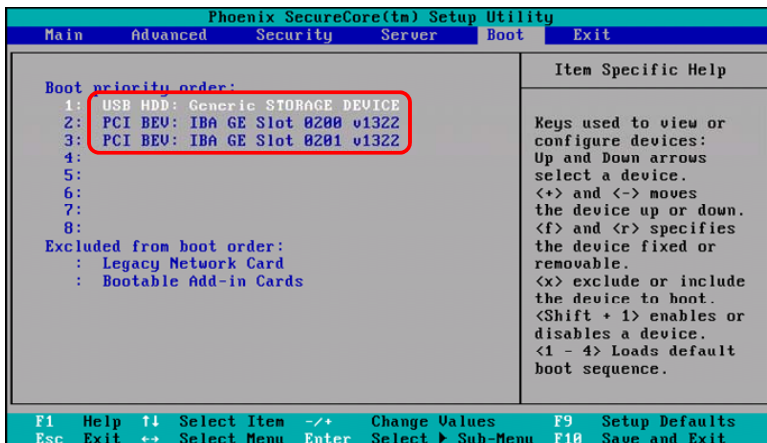 Phoenix SecureCore(tm) Setup Utility
Main Advanced Security Server Boot Exit
Item Specific Help
Boot priority order:
1: USB HDD: Generic STORAGE DEVICE
2: PCI BEV: IBA GE Slot 0200 v1322
3: PCI BEV: IBA GE Slot 0201 v1322
4:
5:
6:
7:
8:
Excluded from boot order:
: Legacy Network Card
: Bootable Add-in Cards
Keys used to view or
configure devices:
Up and Down arrows
select a device.
<+> and <-> moves
the device up or down.
<f> and <r> specifies
the device fixed or
removable.
<x> exclude or include
the device to boot.
<Shift + 1> enables or
disables a device.
<1 - 4> Loads default
boot sequence.
F1 Help ↑↓ Select Item -/+ Change Values F9 Setup Defaults
Esc Exit ↔ Select Menu Enter Select ▶ Sub-Menu F10 Save and Exit